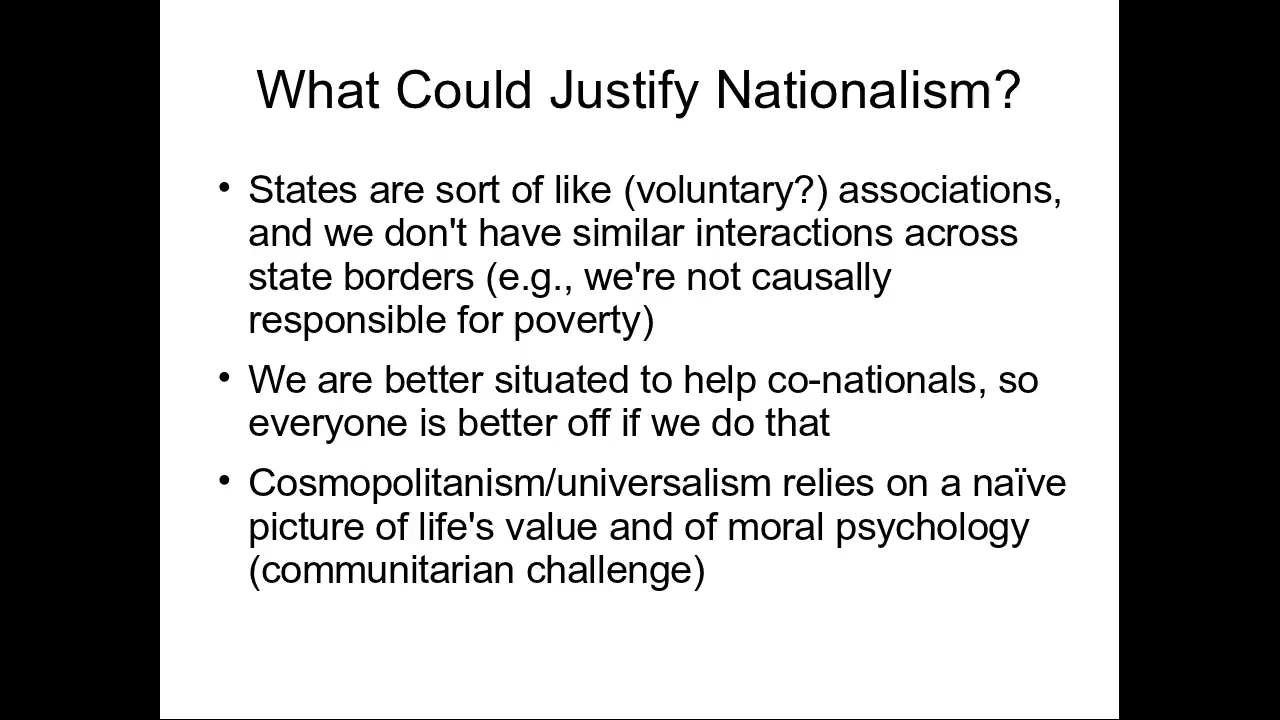 What Could Justify Nationalism?
• States are sort of like (voluntary?) associations,
and we don't have similar interactions across
state borders (e.g., we're not causally
responsible for poverty)
• We are better situated to help co-nationals, so
everyone is better off if we do that
• Cosmopolitanism/universalism relies on a naïve
picture of life's value and of moral psychology
(communitarian challenge)